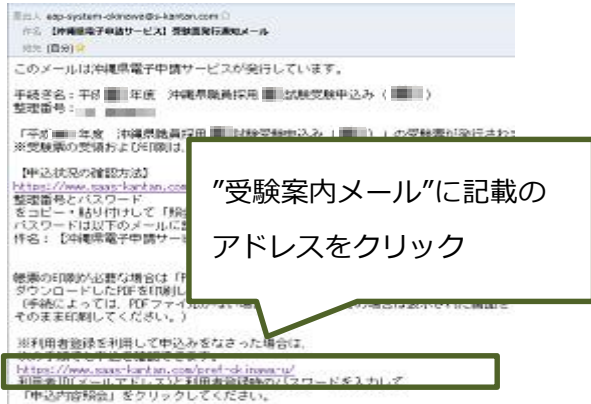 差出人 eap-system-okinawa@s-kantan.com
件名 【沖縄県電子申請サービス】受験票発行通知メール
宛先 (自分)
このメールは沖縄県電子申請サービスが発行しています。
手続き名：平成 年度 沖縄県職員採用 試験受験申込み（ ）
整理番号：
「平成 年度 沖縄県職員採用 試験受験申込み（ ）」の受験票が発行され
※受験票の受領および印刷は、
【申込状況の確認方法】
https://www.saas-kantan.com
整理番号とパスワード
をコピー・貼り付けして「照会
パスワードは以下のメールに記
件名：【沖縄県電子申請サー
”受験案内メール”に記載の
アドレスをクリック
帳票の印刷が必要な場合は「P
ダウンロードしたPDFを印刷し
（手続によっては、PDFファイル
そのまま印刷してください。）
※利用者登録を利用して申込みをなさった場合は、
https://www.saas-kantan.com/pref-okinawa-u/
利用者ID(メールアドレス)と利用者登録時のパスワードを入力して
「申込内容照会」をクリックしてください。